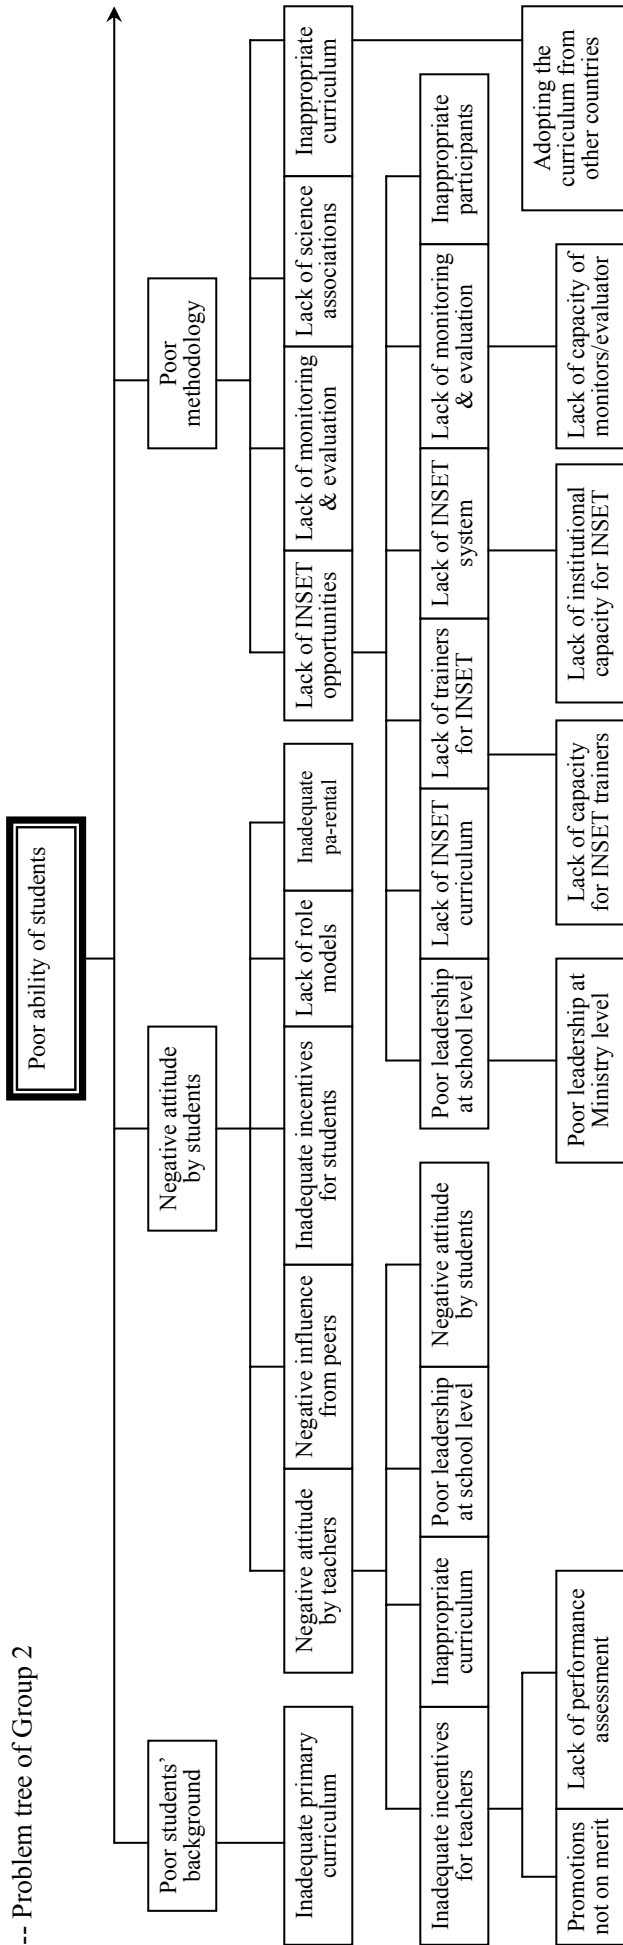 -- Problem tree of Group 2
Poor ability of students
Poor students'
background
Negative attitude
by students
Poor
methodology
Inadequate primary
curriculum
Negative attitude
by teachers
Negative influence
from peers
Inadequate incentives
for students
Lack of role
models
Inadequate
pa-rental
Lack of INSET
opportunities
Lack of monitoring
& evaluation
Lack of science
associations
Inappropriate
curriculum
Inadequate incentives
for teachers
Inappropriate
curriculum
Poor leadership
at school level
Negative attitude
by students
Poor leadership
at school level
Lack of INSET
curriculum
Lack of trainers
for INSET
Lack of INSET
system
Lack of monitoring
& evaluation
Inappropriate
participants
Promotions
not on merit
Lack of performance
assessment
Poor leadership at
Ministry level
Lack of capacity
for INSET trainers
Lack of institutional
capacity for INSET
Lack of capacity of
monitors/evaluator
Adopting the
curriculum from
other countries